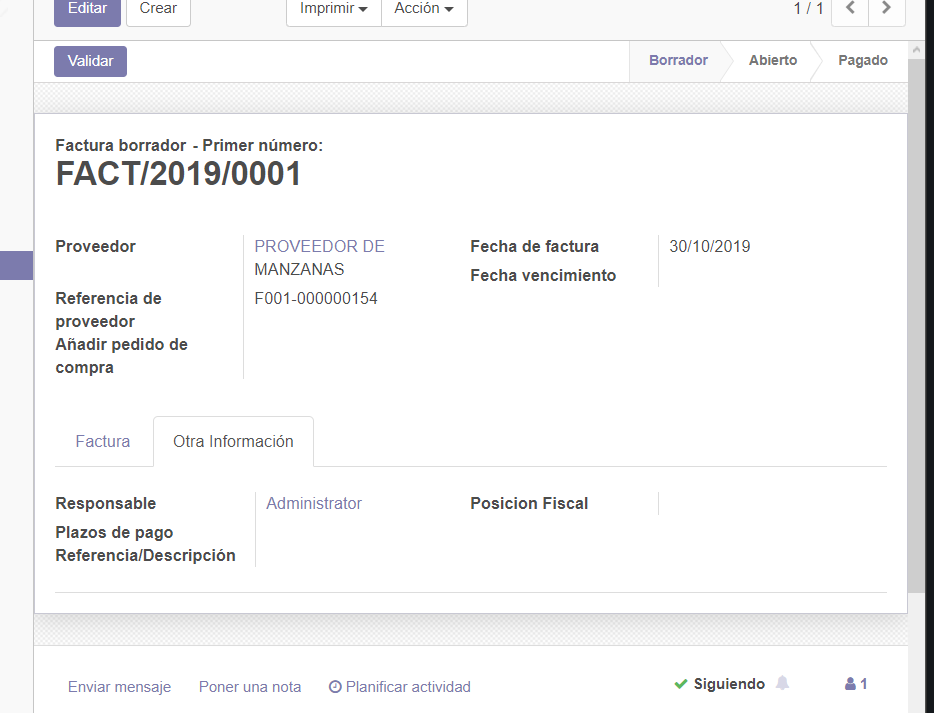 Editar Crear Imprimir Acción 1 / 1
Validar Borrador Abierto Pagado
Factura borrador - Primer número:
FACT/2019/0001
Proveedor PROVEEDOR DE Fecha de factura 30/10/2019
MANZANAS Fecha vencimiento
Referencia de F001-000000154
proveedor
Añadir pedido de
compra
Factura Otra Información
Responsable Administrator Posicion Fiscal
Plazos de pago
Referencia/Descripción
Enviar mensaje Poner una nota Planificar actividad Siguiendo 1